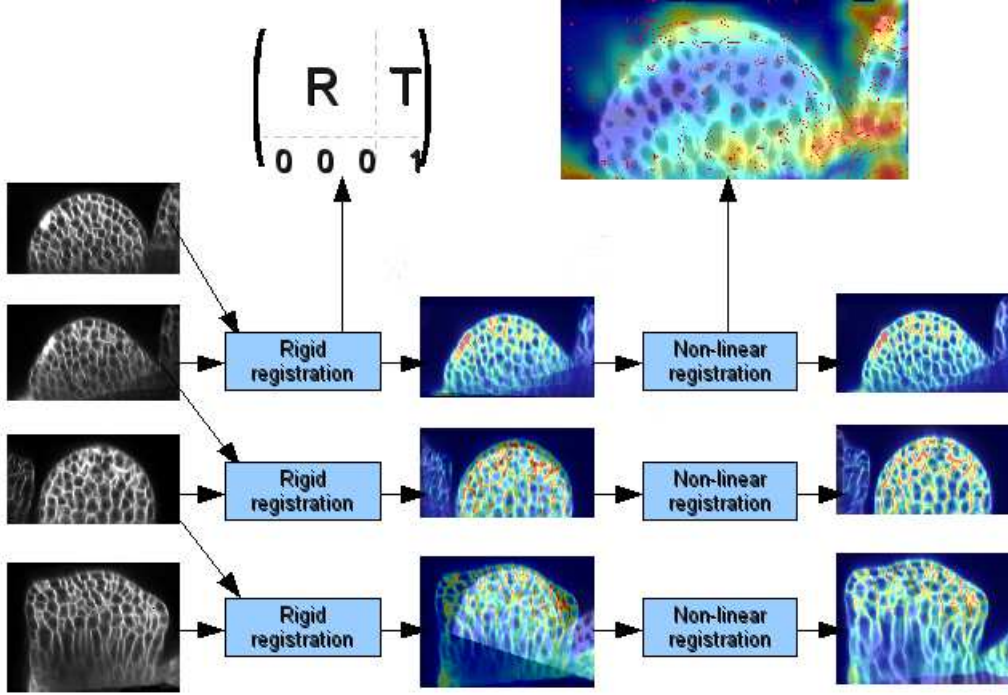 R T
0 0 0 1
Rigid
registration
Non-linear
registration
Rigid
registration
Non-linear
registration
Rigid
registration
Non-linear
registration